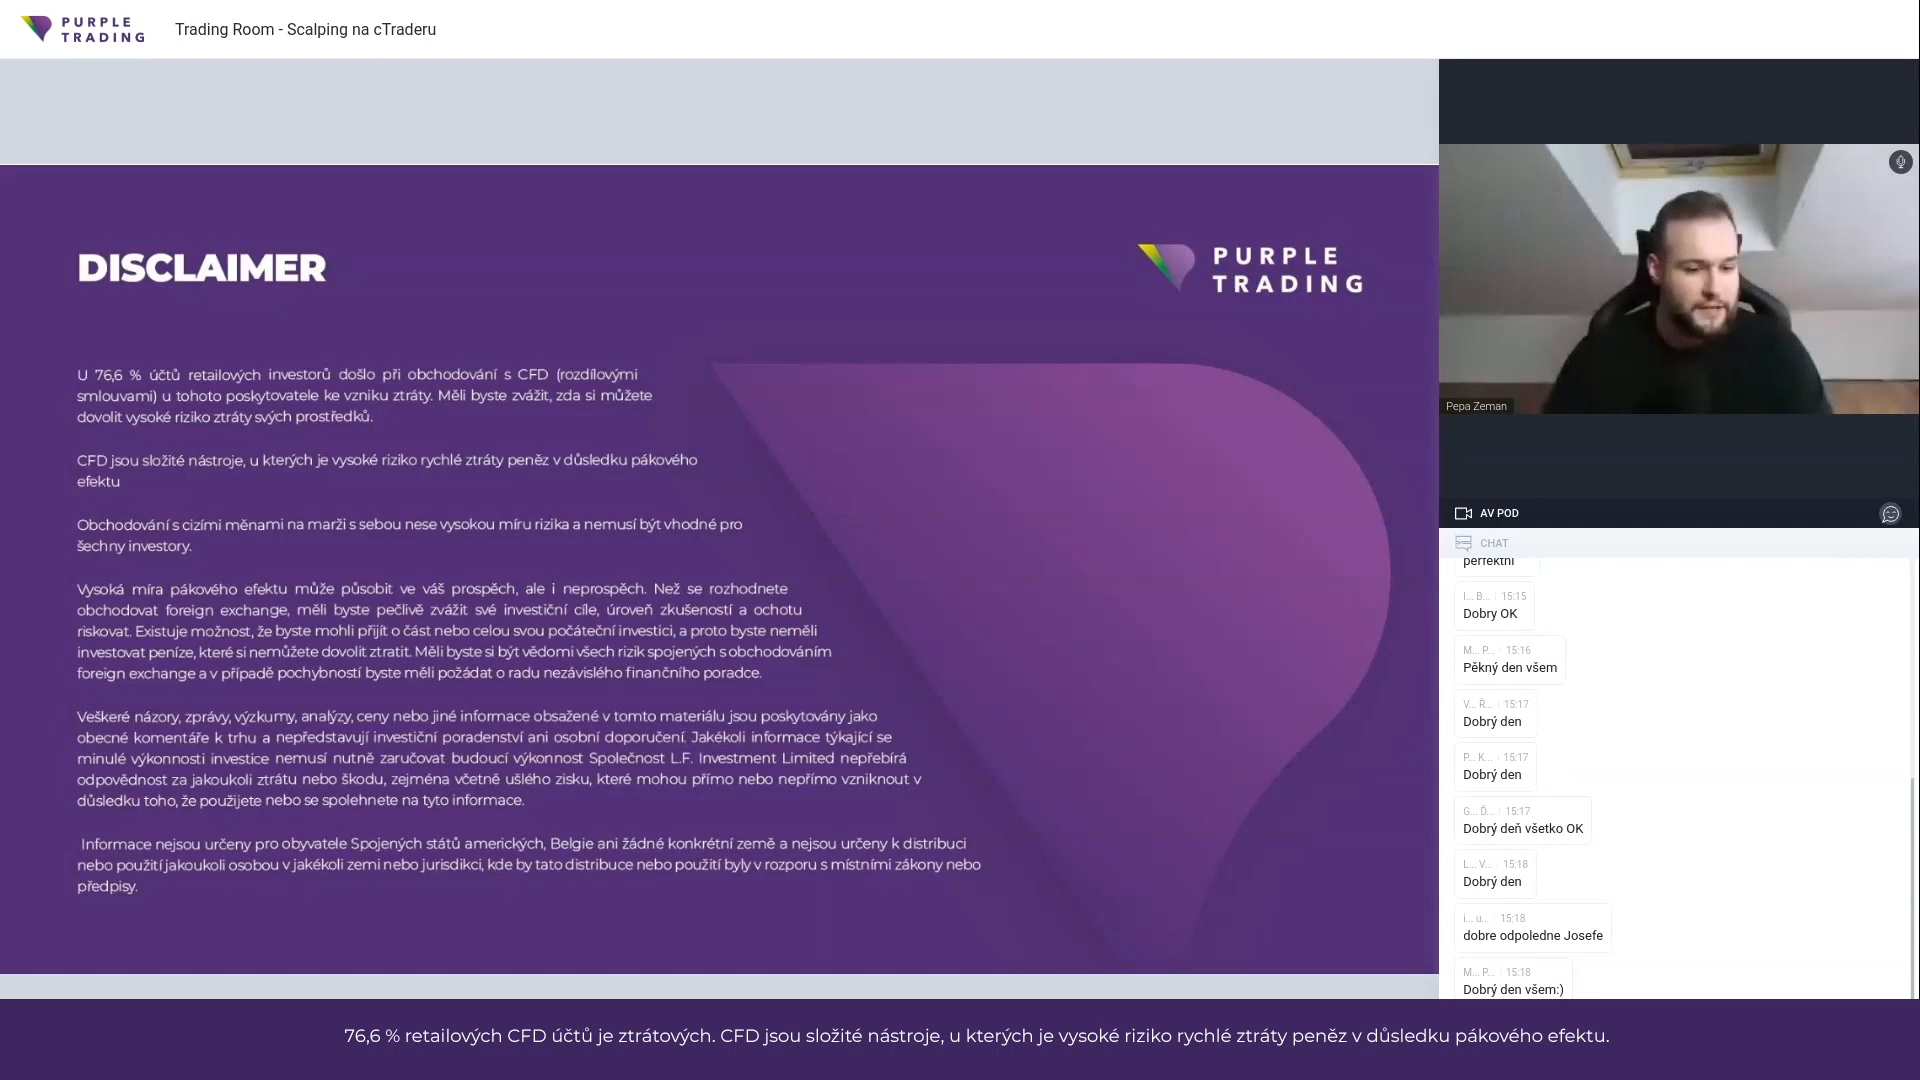 PURPLE
TRADING
Trading Room - Scalping na cTraderu
DISCLAIMER
PURPLE
TRADING
U 76,6 % účtů retailových investorů došlo při obchodování s CFD (rozdílovými
smlouvami) u tohoto poskytovatele ke vzniku ztráty. Měli byste zvážit, zda si můžete
dovolit vysoké riziko ztráty svých prostředků.
CFD jsou složité nástroje, u kterých je vysoké riziko rychlé ztráty peněz v důsledku pákového
efektu
Obchodování s cizími měnami na marži s sebou nese vysokou míru rizika a nemusí být vhodné pro
šechny investory.
Vysoká míra pákového efektu může působit ve váš prospěch, ale i neprospěch. Než se rozhodnete
obchodovat foreign exchange, měli byste pečlivě zvážit své investiční cíle, úroveň zkušeností a ochotu
riskovat. Existuje možnost, že byste mohli přijít o část nebo celou svou počáteční investici, a proto byste neměli
investovat peníze, které si nemůžete dovolit ztratit. Měli byste si být vědomi všech rizik spojených s obchodováním
foreign exchange a v případě pochybností byste měli požádat o radu nezávislého finančního poradce.
Veškeré názory, zprávy, výzkumy, analýzy, ceny nebo jiné informace obsažené v tomto materiálu jsou poskytovány jako
obecné komentáře k trhu a nepředstavují investiční poradenství ani osobní doporučení. Jakékoli informace týkající se
minulé výkonnosti investice nemusí nutně zaručovat budoucí výkonnost Společnost L.F. Investment Limited nepřebírá
odpovědnost za jakoukoli ztrátu nebo škodu, zejména včetně ušlého zisku, které mohou přímo nebo nepřímo vzniknout v
důsledku toho, že použijete nebo se spolehnete na tyto informace.
Informace nejsou určeny pro obyvatele Spojených států amerických, Belgie ani žádné konkrétní země a nejsou určeny k distribuci
nebo použití jakoukoli osobou v jakékoli zemi nebo jurisdikci, kde by tato distribuce nebo použití byly v rozporu s místními zákony nebo
předpisy.
Pepa Zeman
AV POD
CHAT
perfektní
I... B... 15:15
Dobry OK
M... P... 15:16
Pěkný den všem
V... Ř... 15:17
Dobrý den
P... K... 15:17
Dobrý den
G... Ď... 15:17
Dobrý deň všetko OK
L... V... 15:18
Dobrý den
i... u... 15:18
dobre odpoledne Josefe
M... P... 15:18
Dobrý den všem:)
76,6 % retailových CFD účtů je ztrátových. CFD jsou složité nástroje, u kterých je vysoké riziko rychlé ztráty peněz v důsledku pákového efektu.